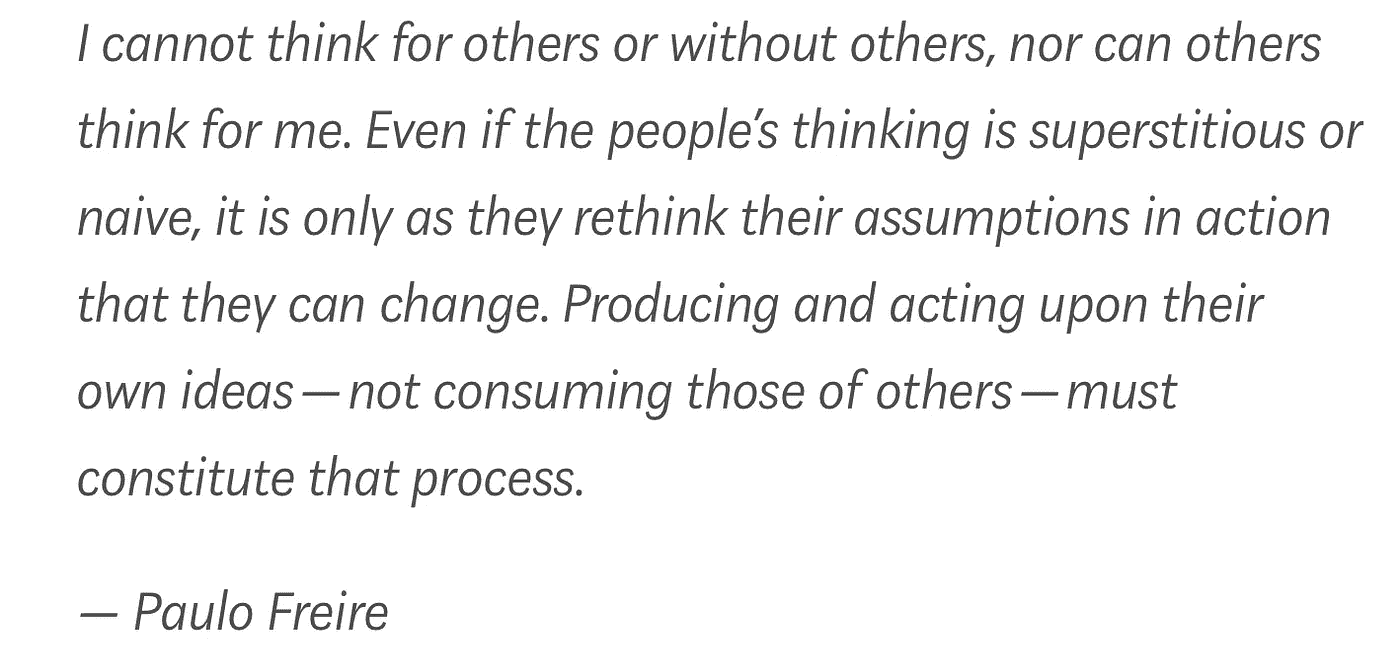 I cannot think for others or without others, nor can others
think for me. Even if the people’s thinking is superstitious or
naive, it is only as they rethink their assumptions in action
that they can change. Producing and acting upon their
own ideas — not consuming those of others — must
constitute that process.
— Paulo Freire